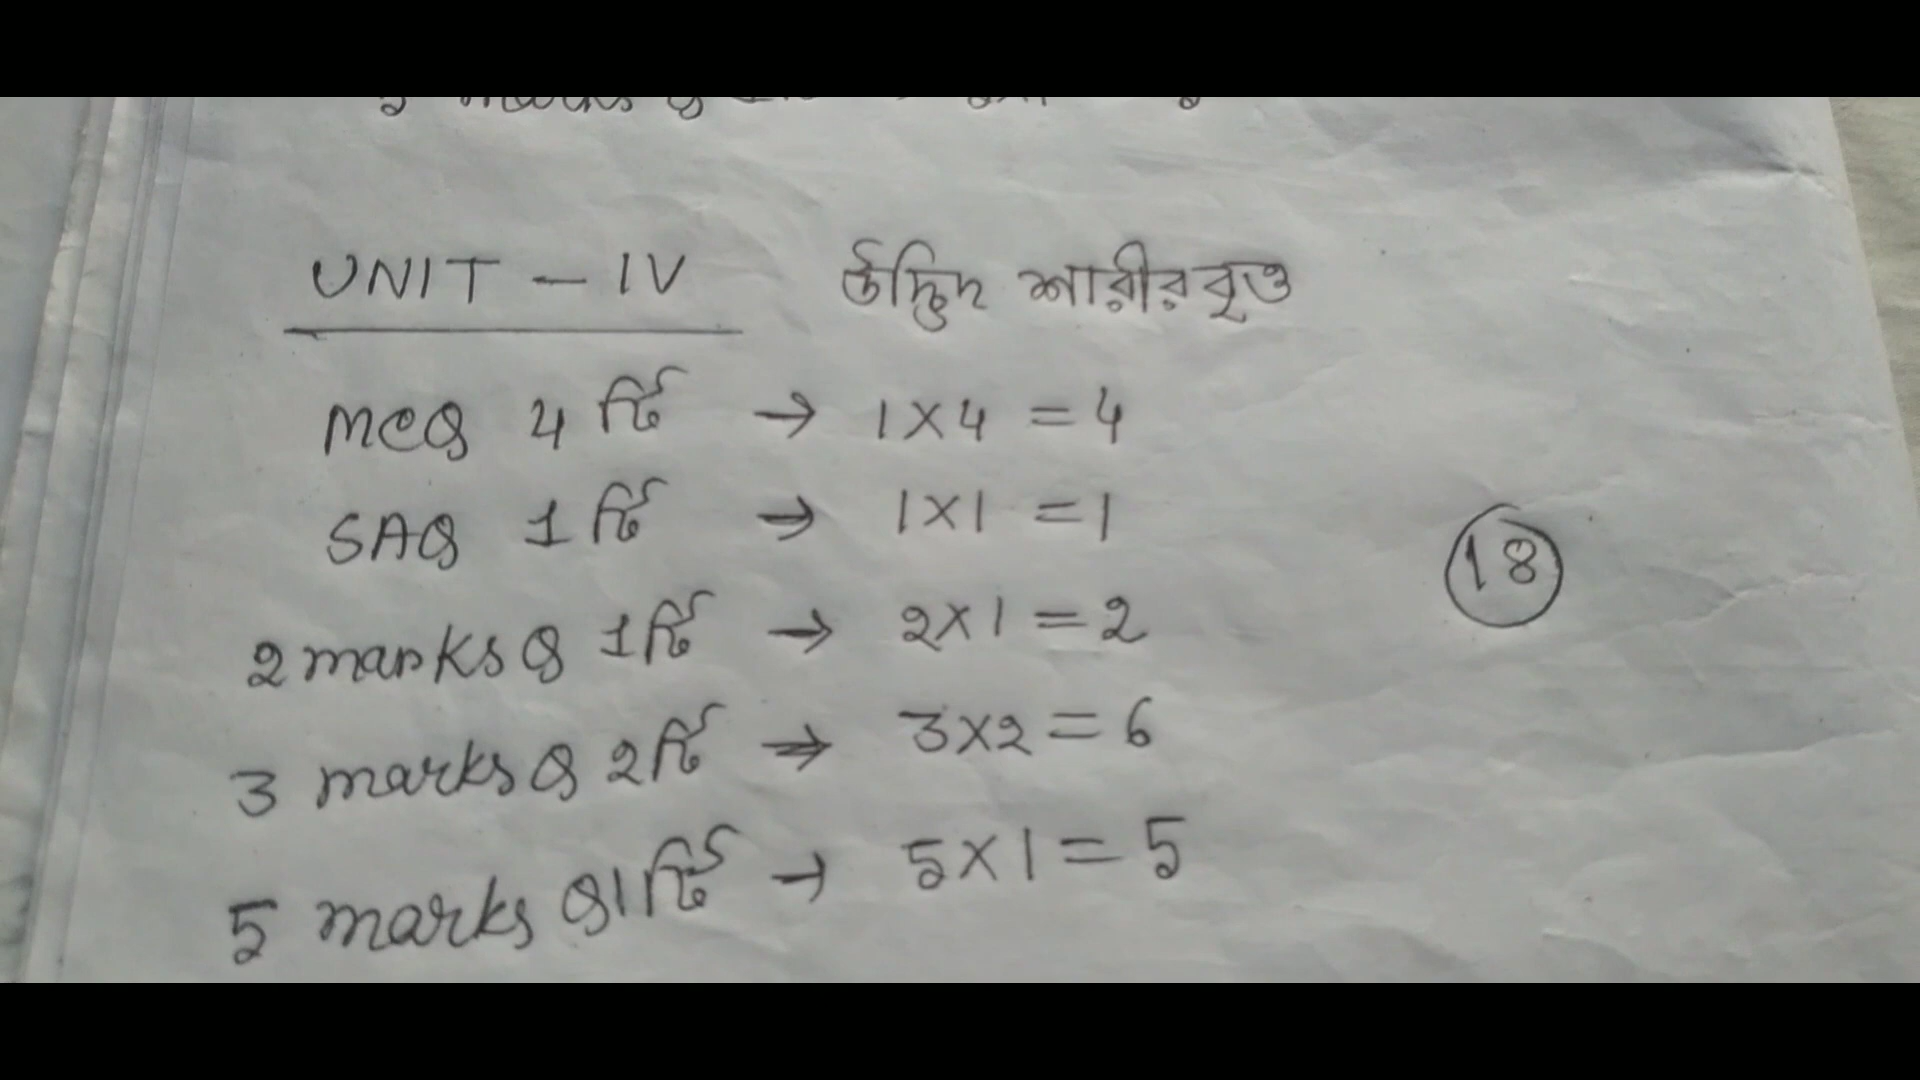 UNIT - IV উদ্ভিদ শারীরবৃত্ত
MCQ 4 টি → 1×4 = 4
SAQ 1 টি → 1×1 = 1
18
2 marks Q 1 টি → 2×1 = 2
3 marks Q 2 টি → 3×2 = 6
5 marks Q 1 টি → 5×1 = 5